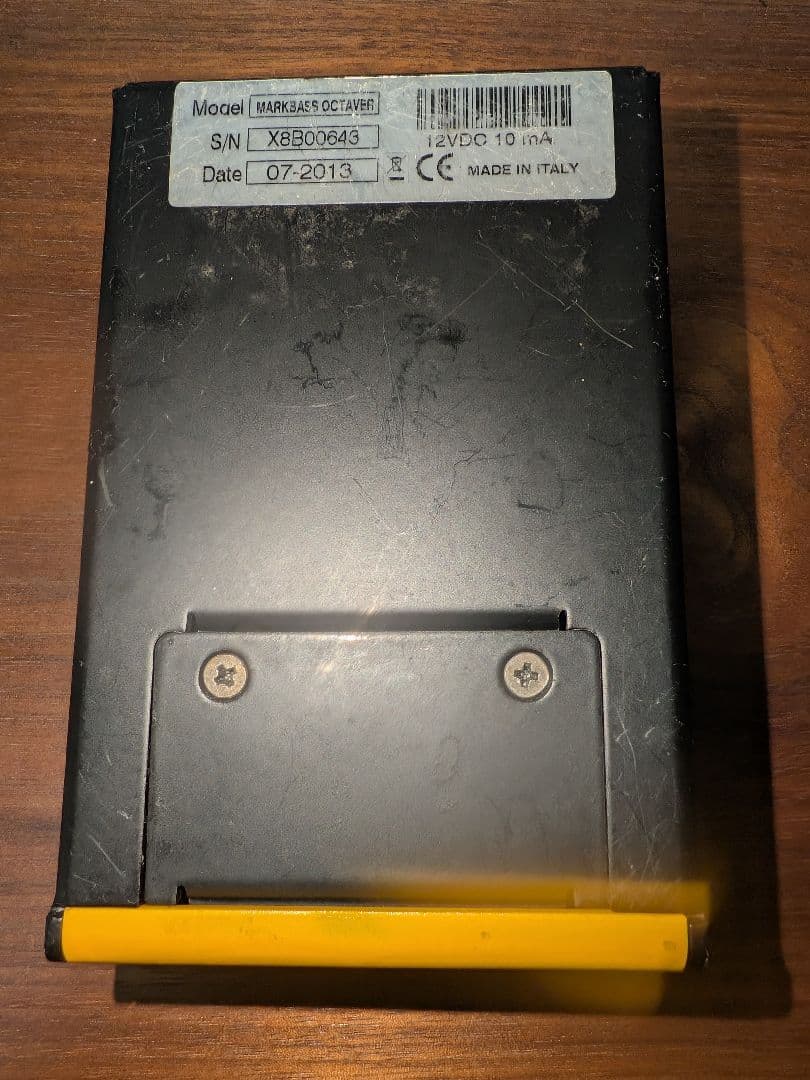 Model MARKBASS OCTAVER
S/N X8B00643
12VDC 10 mA
Date 07-2013 CE MADE IN ITALY